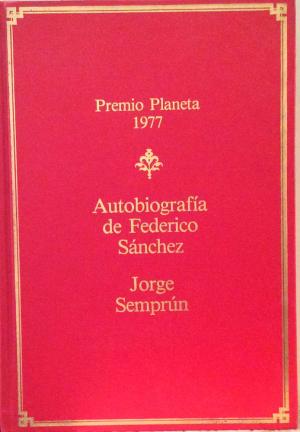 Premio Planeta
1977
Autobiografía
de Federico
Sánchez
Jorge
Semprún